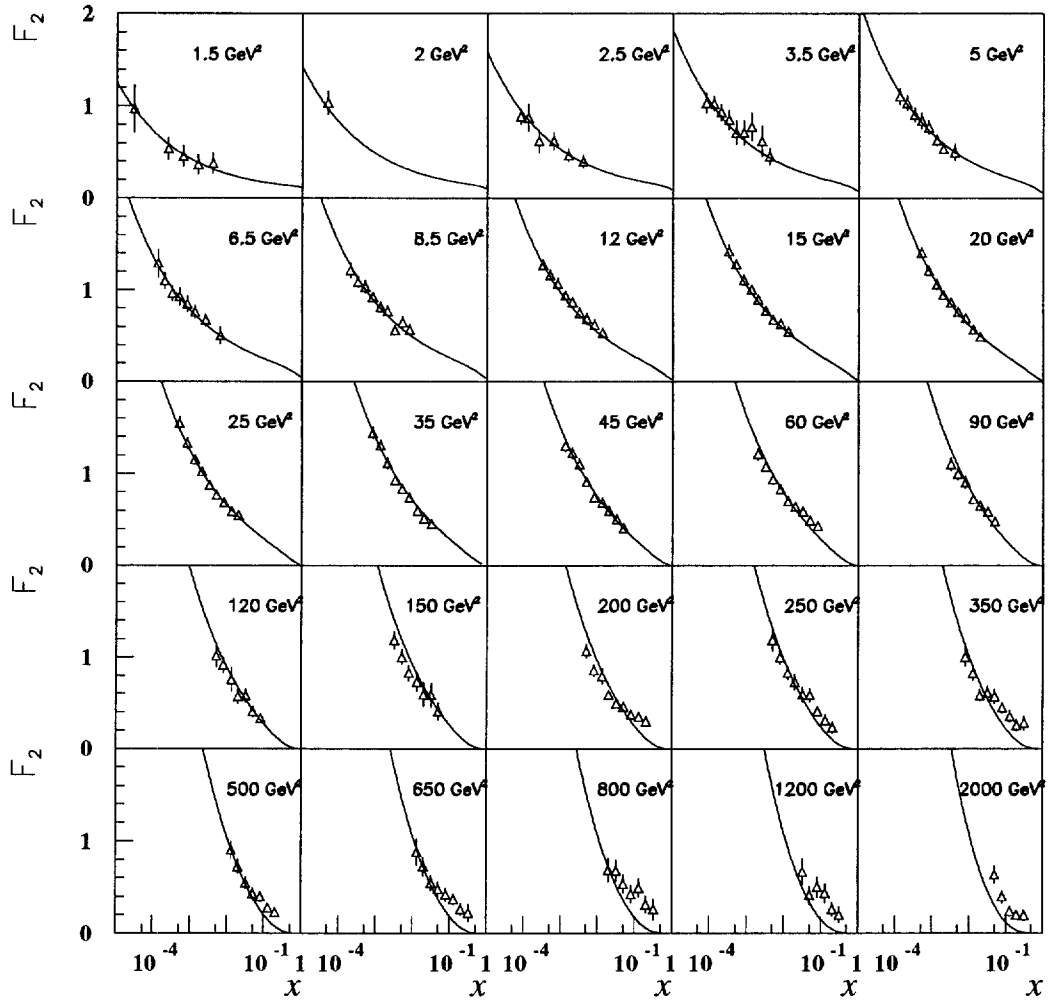 F₂ 2 1 0 1.5 GeV² 2 GeV² 2.5 GeV² 3.5 GeV² 5 GeV²
F₂ 1 0 6.5 GeV² 8.5 GeV² 12 GeV² 15 GeV² 20 GeV²
F₂ 1 0 25 GeV² 35 GeV² 45 GeV² 60 GeV² 90 GeV²
F₂ 1 0 120 GeV² 150 GeV² 200 GeV² 250 GeV² 350 GeV²
F₂ 1 0 500 GeV² 650 GeV² 800 GeV² 1200 GeV² 2000 GeV²
10⁻⁴ 10⁻¹ 1 10⁻⁴ 10⁻¹ 1 10⁻⁴ 10⁻¹ 1 10⁻⁴ 10⁻¹ 1 10⁻⁴ 10⁻¹ 1
x x x x x